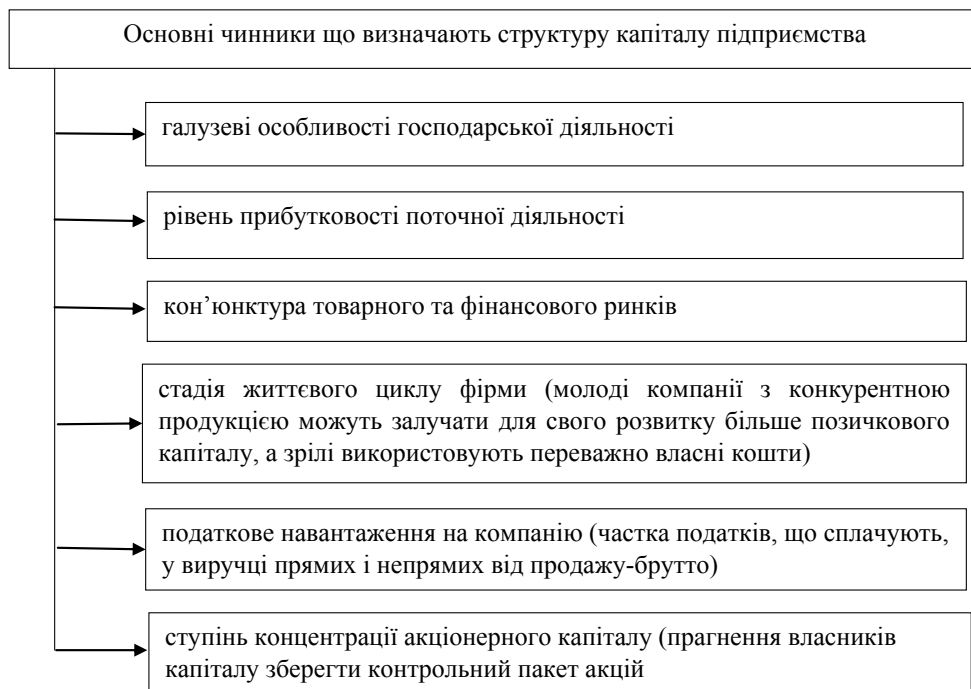 Основні чинники що визначають структуру капіталу підприємства
галузеві особливості господарської діяльності
рівень прибутковості поточної діяльності
кон’юнктура товарного та фінансового ринків
стадія життєвого циклу фірми (молоді компанії з конкурентною
продукцією можуть залучати для свого розвитку більше позичкового
капіталу, а зрілі використовують переважно власні кошти)
податкове навантаження на компанію (частка податків, що сплачують,
у виручці прямих і непрямих від продажу-брутто)
ступінь концентрації акціонерного капіталу (прагнення власників
капіталу зберегти контрольний пакет акцій